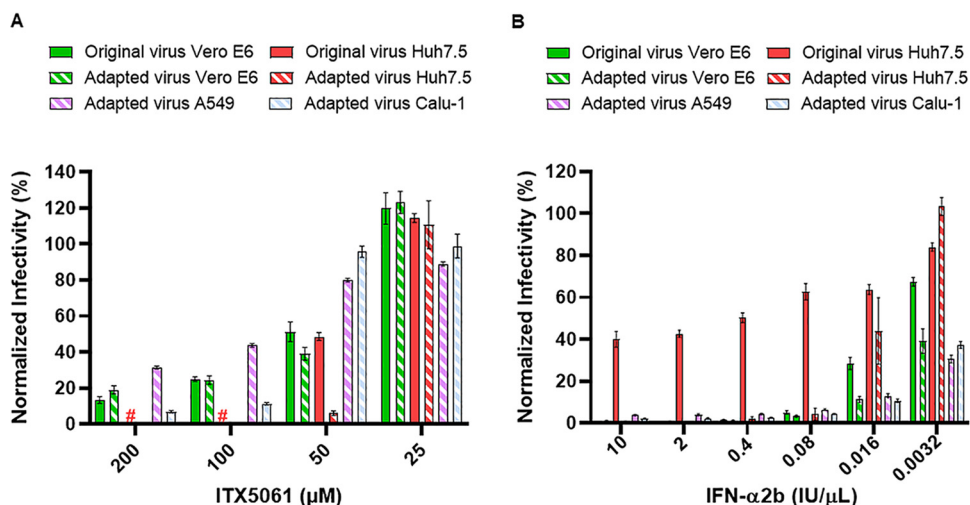 A
Original virus Vero E6 Original virus Huh7.5
Adapted virus Vero E6 Adapted virus Huh7.5
Adapted virus A549 Adapted virus Calu-1
Normalized Infectivity (%)
140
120
100
80
60
40
20
0
# #
200 100 50 25
ITX5061 (µM)
B
Original virus Vero E6 Original virus Huh7.5
Adapted virus Vero E6 Adapted virus Huh7.5
Adapted virus A549 Adapted virus Calu-1
Normalized Infectivity (%)
120
100
80
60
40
20
0
10 2 0.4 0.08 0.016 0.0032
IFN-α2b (IU/µL)